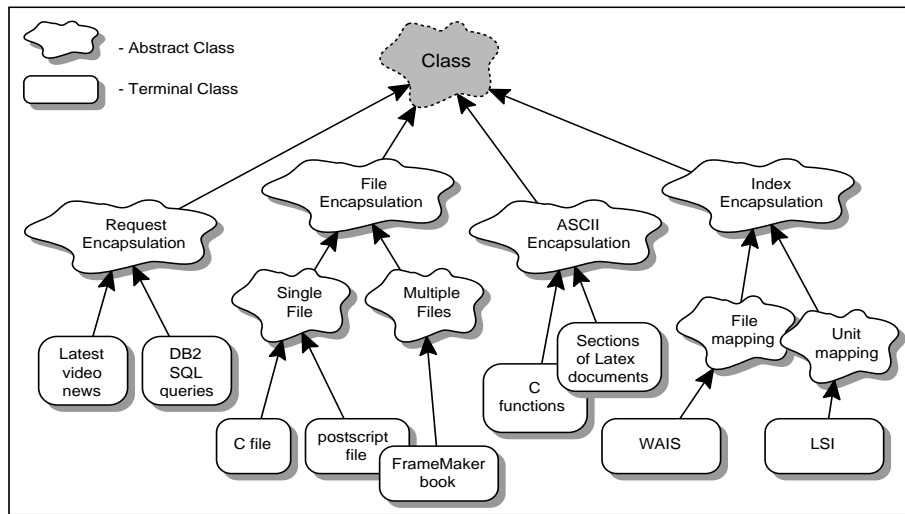 - Abstract Class
- Terminal Class
Class
Request
Encapsulation
File
Encapsulation
ASCII
Encapsulation
Index
Encapsulation
Single
File
Multiple
Files
File
mapping
Unit
mapping
Latest
video
news
DB2
SQL
queries
C
functions
Sections
of Latex
documents
C file
postscript
file
FrameMaker
book
WAIS
LSI